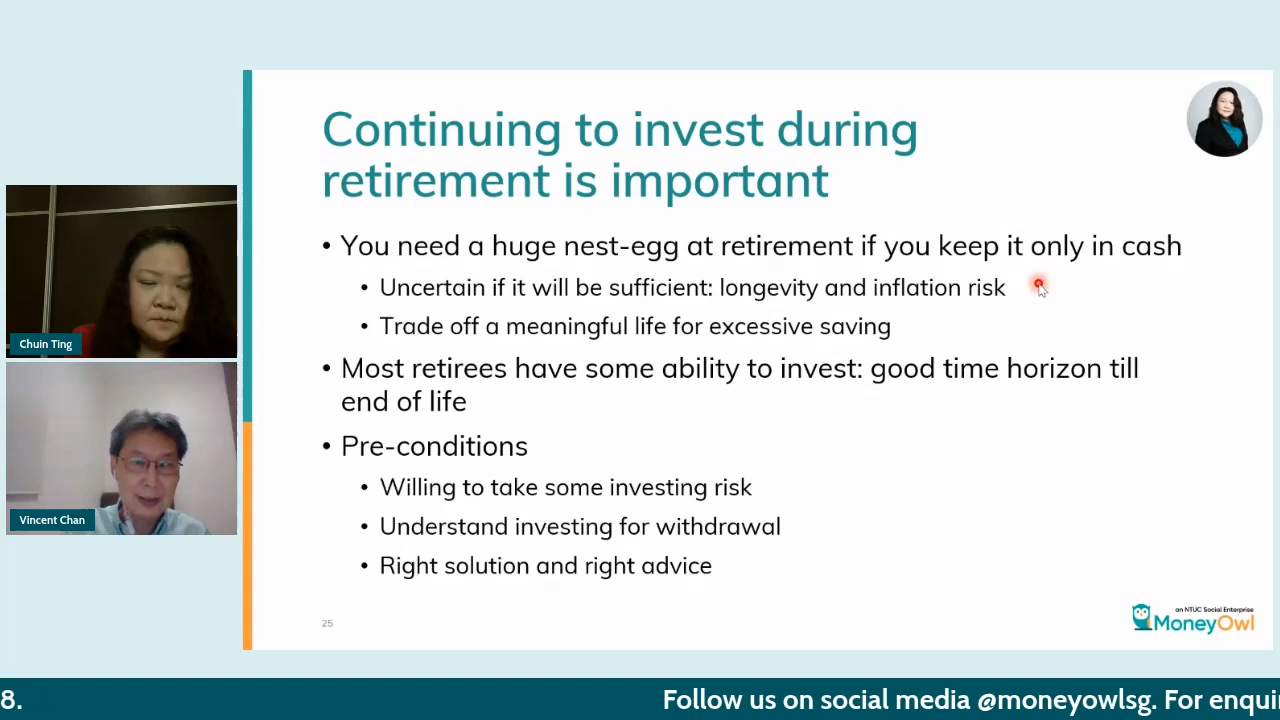 Continuing to invest during
retirement is important
• You need a huge nest-egg at retirement if you keep it only in cash
• Uncertain if it will be sufficient: longevity and inflation risk
• Trade off a meaningful life for excessive saving
• Most retirees have some ability to invest: good time horizon till
end of life
• Pre-conditions
• Willing to take some investing risk
• Understand investing for withdrawal
• Right solution and right advice
25
an NTUC Social Enterprise
MoneyOwl
Chuin Ting
Vincent Chan
8.
Follow us on social media @moneyowlsg. For enqui